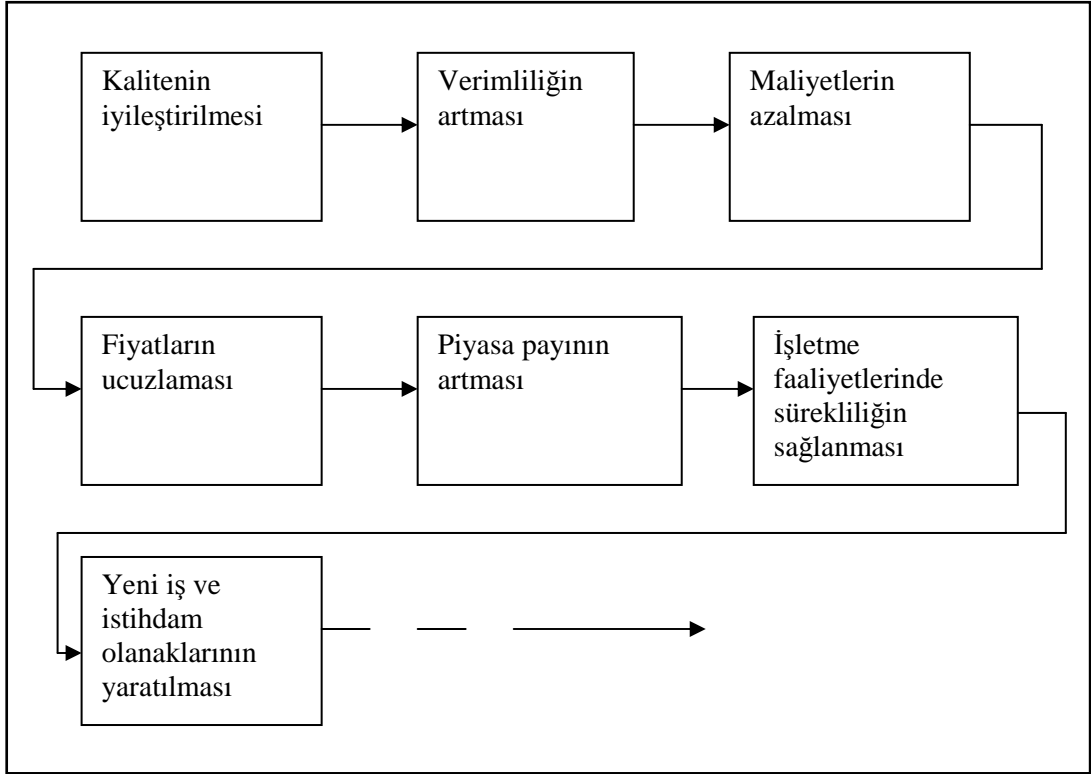 Kalitenin
iyileştirilmesi
Verimliliğin
artması
Maliyetlerin
azalması
Fiyatların
ucuzlaması
Piyasa payının
artması
İşletme
faaliyetlerinde
sürekliliğin
sağlanması
Yeni iş ve
istihdam
olanaklarının
yaratılması